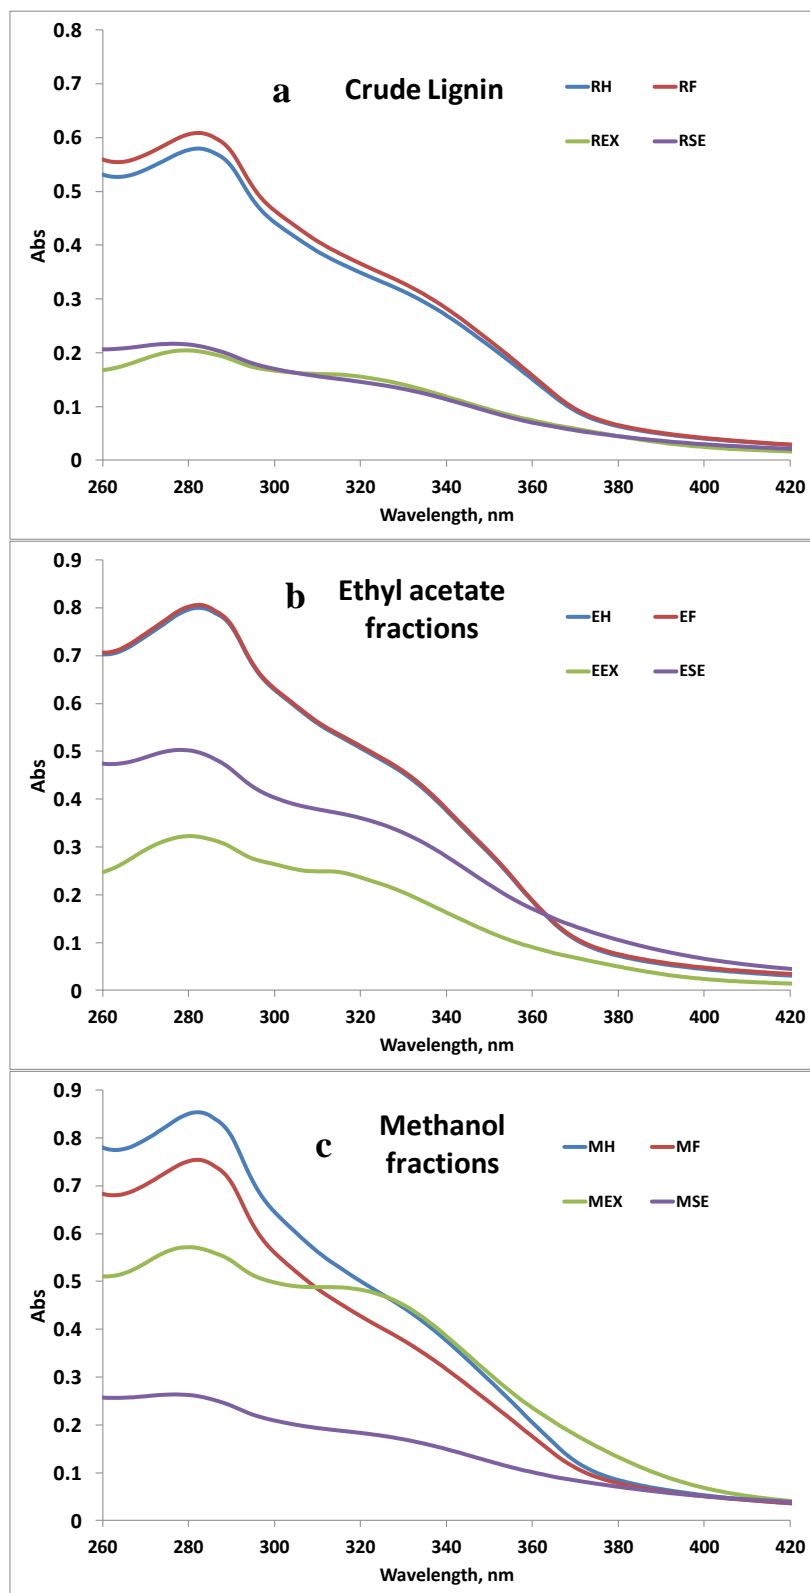 0.8
0.7
a Crude Lignin
RH RF
0.6
REX RSE
0.5
Abs
0.4
0.3
0.2
0.1
0
260 280 300 320 340 360 380 400 420
Wavelength, nm
0.9
0.8
b Ethyl acetate
fractions
EH EF
0.7
EEX ESE
0.6
0.5
Abs
0.4
0.3
0.2
0.1
0
260 280 300 320 340 360 380 400 420
Wavelength, nm
0.9
0.8
c Methanol
fractions
MH MF
0.7
MEX MSE
0.6
0.5
Abs
0.4
0.3
0.2
0.1
0
260 280 300 320 340 360 380 400 420
Wavelength, nm